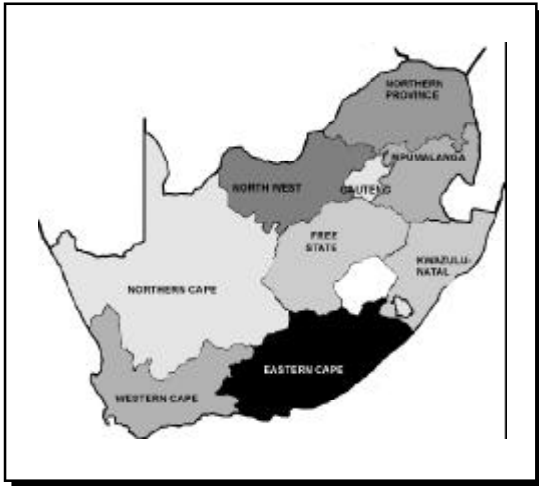 NORTHERN
PROVINCE
MPUMALANGA
NORTH WEST
GAUTENG
FREE
STATE
KWAZULU-
NATAL
NORTHERN CAPE
EASTERN CAPE
WESTERN CAPE